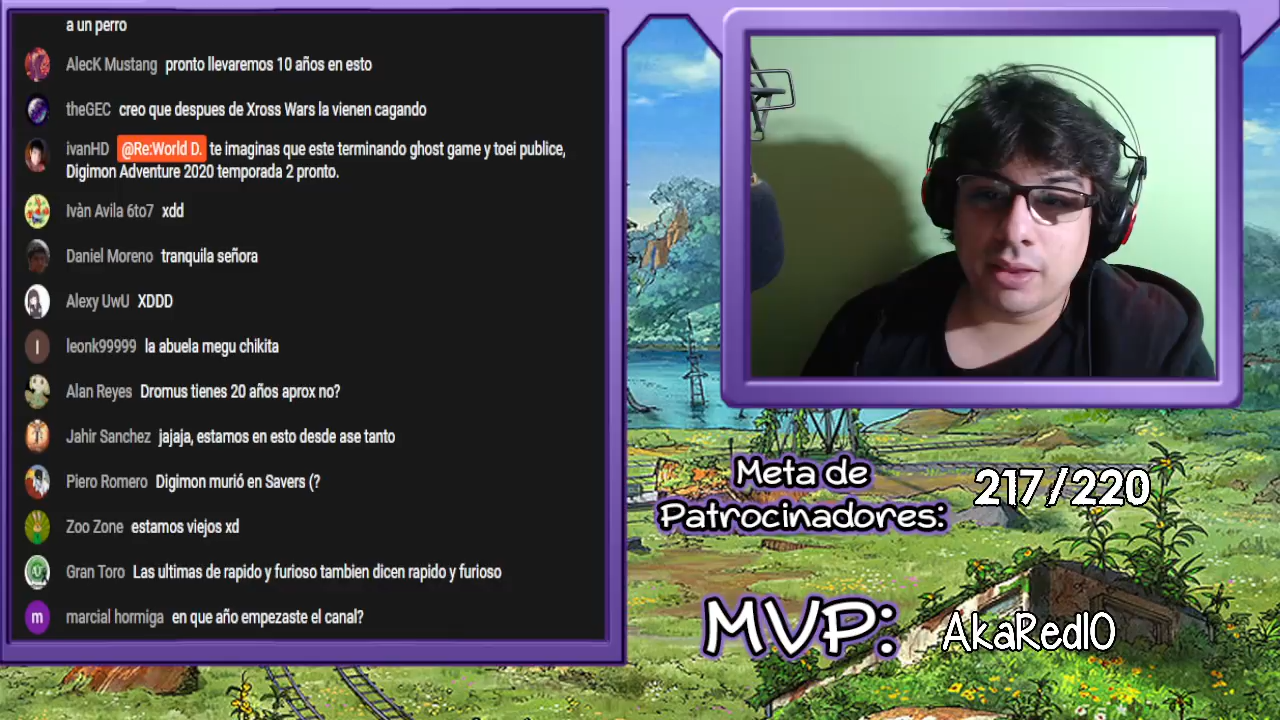 a un perro
AlecK Mustang pronto llevaremos 10 años en esto
theGEC creo que despues de Xross Wars la vienen cagando
ivanHD @Re:World D. te imaginas que este terminando ghost game y toei publice,
Digimon Adventure 2020 temporada 2 pronto.
Ivàn Avila 6to7 xdd
Daniel Moreno tranquila señora
Alexy UwU XDDD
l leonk99999 la abuela megu chikita
Alan Reyes Dromus tienes 20 años aprox no?
Jahir Sanchez jajaja, estamos en esto desde ase tanto
Piero Romero Digimon murió en Savers (?
Zoo Zone estamos viejos xd
Gran Toro Las ultimas de rapido y furioso tambien dicen rapido y furioso
m marcial hormiga en que año empezaste el canal?
Meta de
Patrocinadores:
217/220
MVP:
AkaRed10